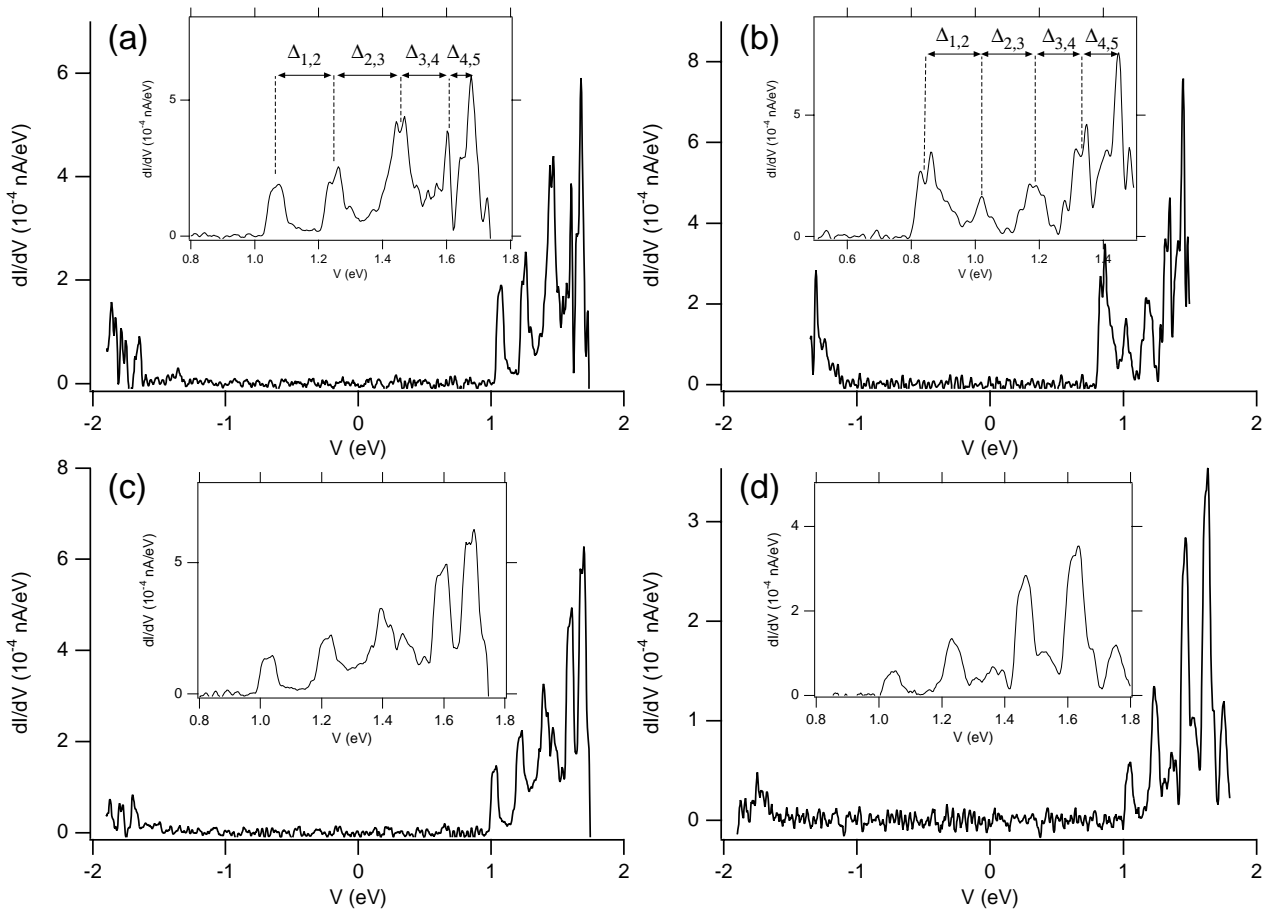 (a)
Δ1,2 Δ2,3 Δ3,4 Δ4,5
5
0
dI/dV (10-4 nA/eV)
0.8 1.0 1.2 1.4 1.6 1.8
V (eV)
6
4
2
0
dI/dV (10-4 nA/eV)
-2 -1 0 1 2
V (eV)
(b)
Δ1,2 Δ2,3 Δ3,4 Δ4,5
5
0
dI/dV (10-4 nA/eV)
0.6 0.8 1.0 1.2 1.4
V (eV)
8
6
4
2
0
dI/dV (10-4 nA/eV)
-2 -1 0 1 2
V (eV)
(c)
5
0
dI/dV (10-4 nA/eV)
0.8 1.0 1.2 1.4 1.6 1.8
V (eV)
8
6
4
2
0
dI/dV (10-4 nA/eV)
-2 -1 0 1 2
V (eV)
(d)
4
2
0
dI/dV (10-4 nA/eV)
0.8 1.0 1.2 1.4 1.6 1.8
V (eV)
3
2
1
0
dI/dV (10-4 nA/eV)
-2 -1 0 1 2
V (eV)